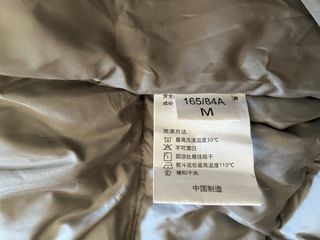 165/84A
M
洗涤方法：
最高洗涤温度30℃
不可漂白
阴凉处悬挂晾干
熨斗底板最高温度110℃
缓和干洗
中国制造